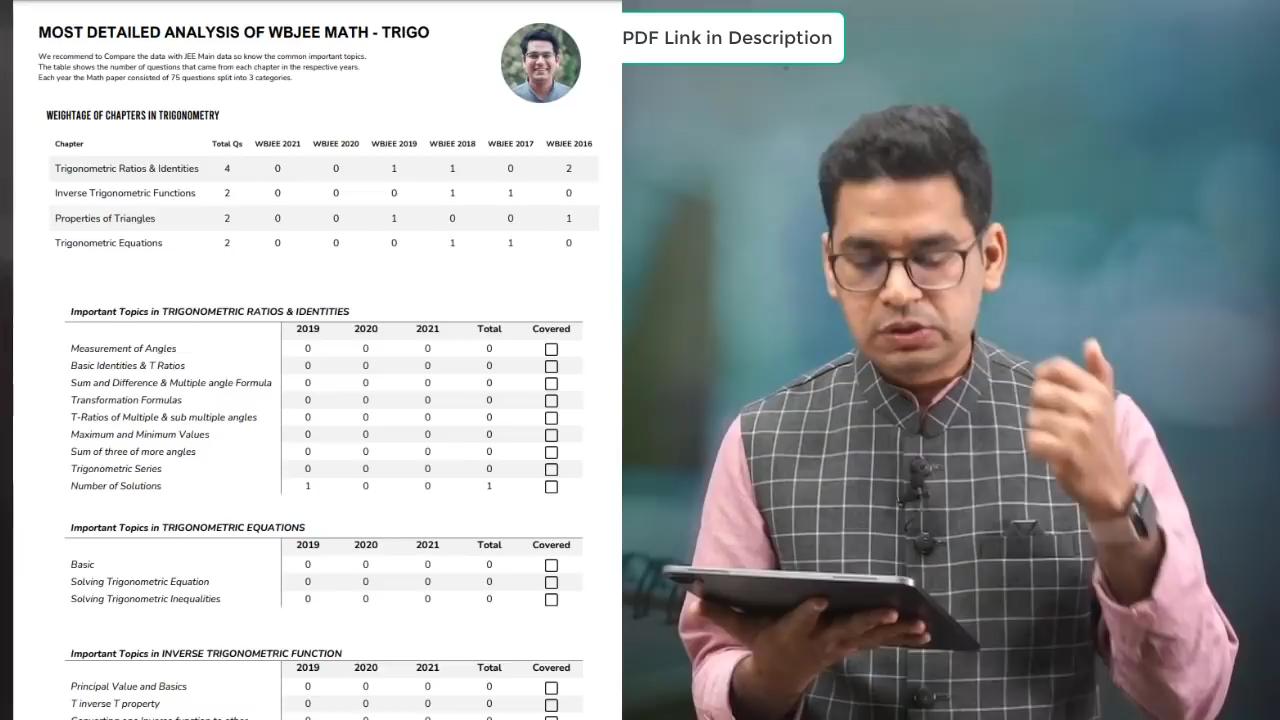 MOST DETAILED ANALYSIS OF WBJEE MATH - TRIGO
We recommend to Compare the data with JEE Main data so know the common important topics.
The table shows the number of questions that came from each chapter in the respective years.
Each year the Math paper consisted of 75 questions split into 3 categories.
PDF Link in Description
WEIGHTAGE OF CHAPTERS IN TRIGONOMETRY
Chapter Total Qs WBJEE 2021 WBJEE 2020 WBJEE 2019 WBJEE 2018 WBJEE 2017 WBJEE 2016
Trigonometric Ratios & Identities 4 0 0 1 1 0 2
Inverse Trigonometric Functions 2 0 0 0 1 1 0
Properties of Triangles 2 0 0 1 0 0 1
Trigonometric Equations 2 0 0 0 1 1 0
Important Topics in TRIGONOMETRIC RATIOS & IDENTITIES
2019 2020 2021 Total Covered
Measurement of Angles 0 0 0 0
Basic Identities & T Ratios 0 0 0 0
Sum and Difference & Multiple angle Formula 0 0 0 0
Transformation Formulas 0 0 0 0
T-Ratios of Multiple & sub multiple angles 0 0 0 0
Maximum and Minimum Values 0 0 0 0
Sum of three of more angles 0 0 0 0
Trigonometric Series 0 0 0 0
Number of Solutions 1 0 0 1
Important Topics in TRIGONOMETRIC EQUATIONS
2019 2020 2021 Total Covered
Basic 0 0 0 0
Solving Trigonometric Equation 0 0 0 0
Solving Trigonometric Inequalities 0 0 0 0
Important Topics in INVERSE TRIGONOMETRIC FUNCTION
2019 2020 2021 Total Covered
Principal Value and Basics 0 0 0 0
T inverse T property 0 0 0 0
Converting one Inverse function to other 0 0 0 0